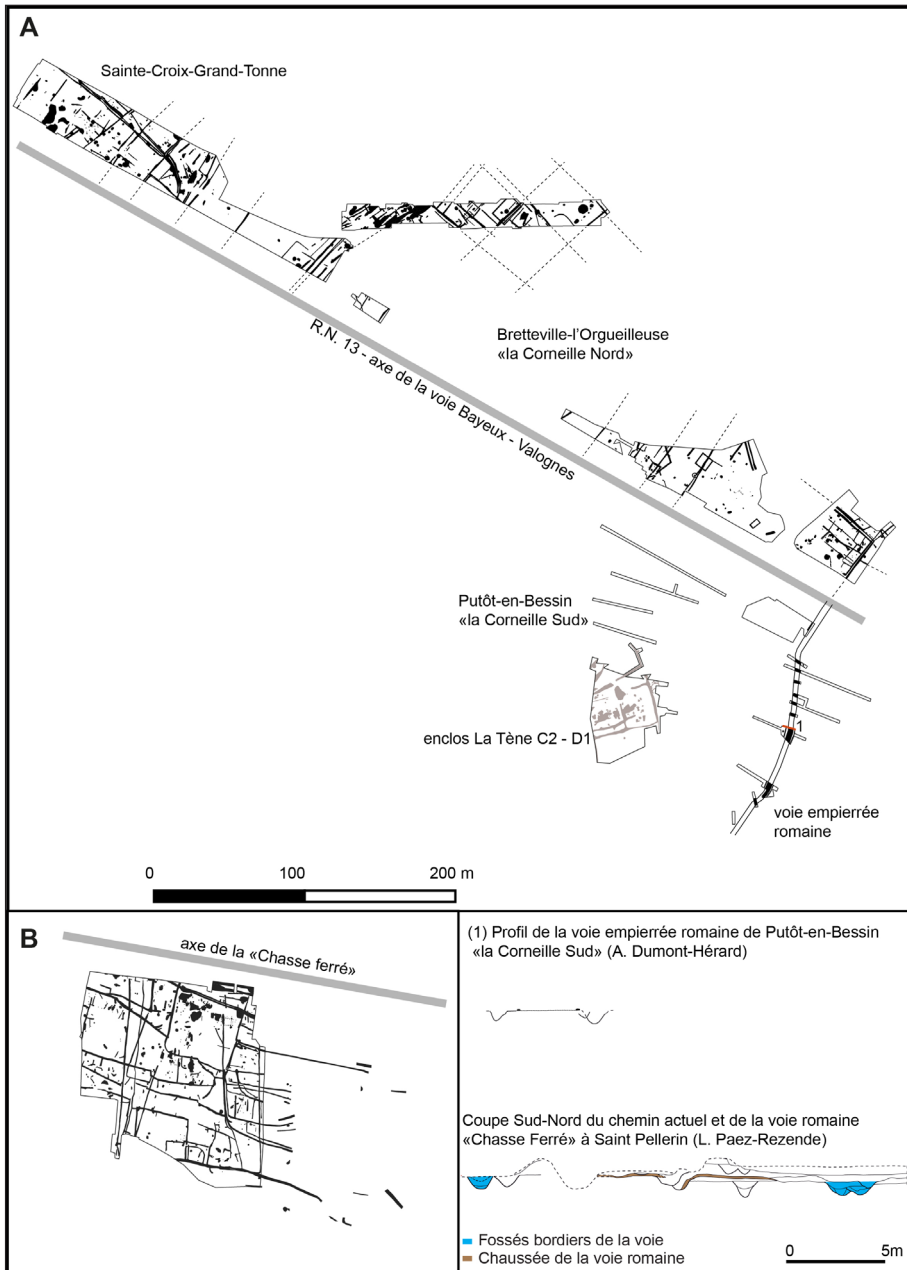 A
Sainte-Croix-Grand-Tonne
Bretteville-l'Orgueilleuse
«la Corneille Nord»
R.N. 13 - axe de la voie Bayeux - Valognes
Putôt-en-Bessin
«la Corneille Sud»
enclos La Tène C2 - D1
1
voie empierrée
romaine
0 100 200 m
B
axe de la «Chasse ferré»
(1) Profil de la voie empierrée romaine de Putôt-en-Bessin
«la Corneille Sud» (A. Dumont-Hérard)
Coupe Sud-Nord du chemin actuel et de la voie romaine
«Chasse Ferré» à Saint Pellerin (L. Paez-Rezende)
Fossés bordiers de la voie
Chaussée de la voie romaine
0 5m